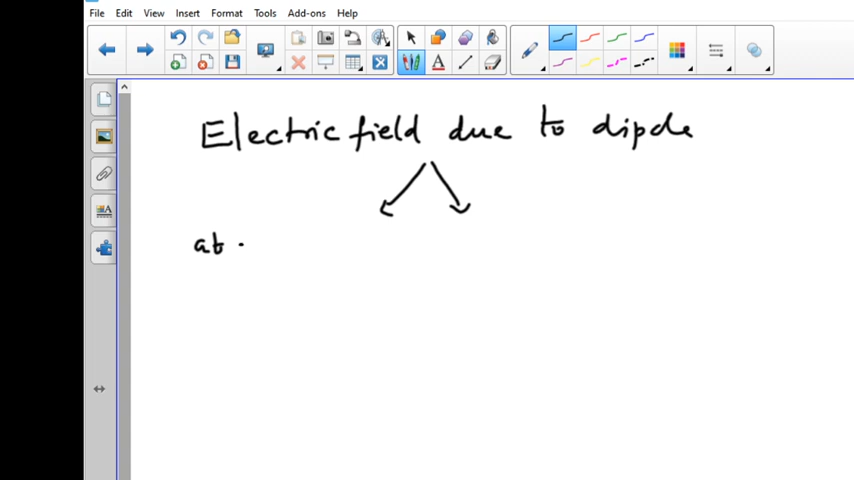 File Edit View Insert Format Tools Add-ons Help
Electric field due to dipole
at